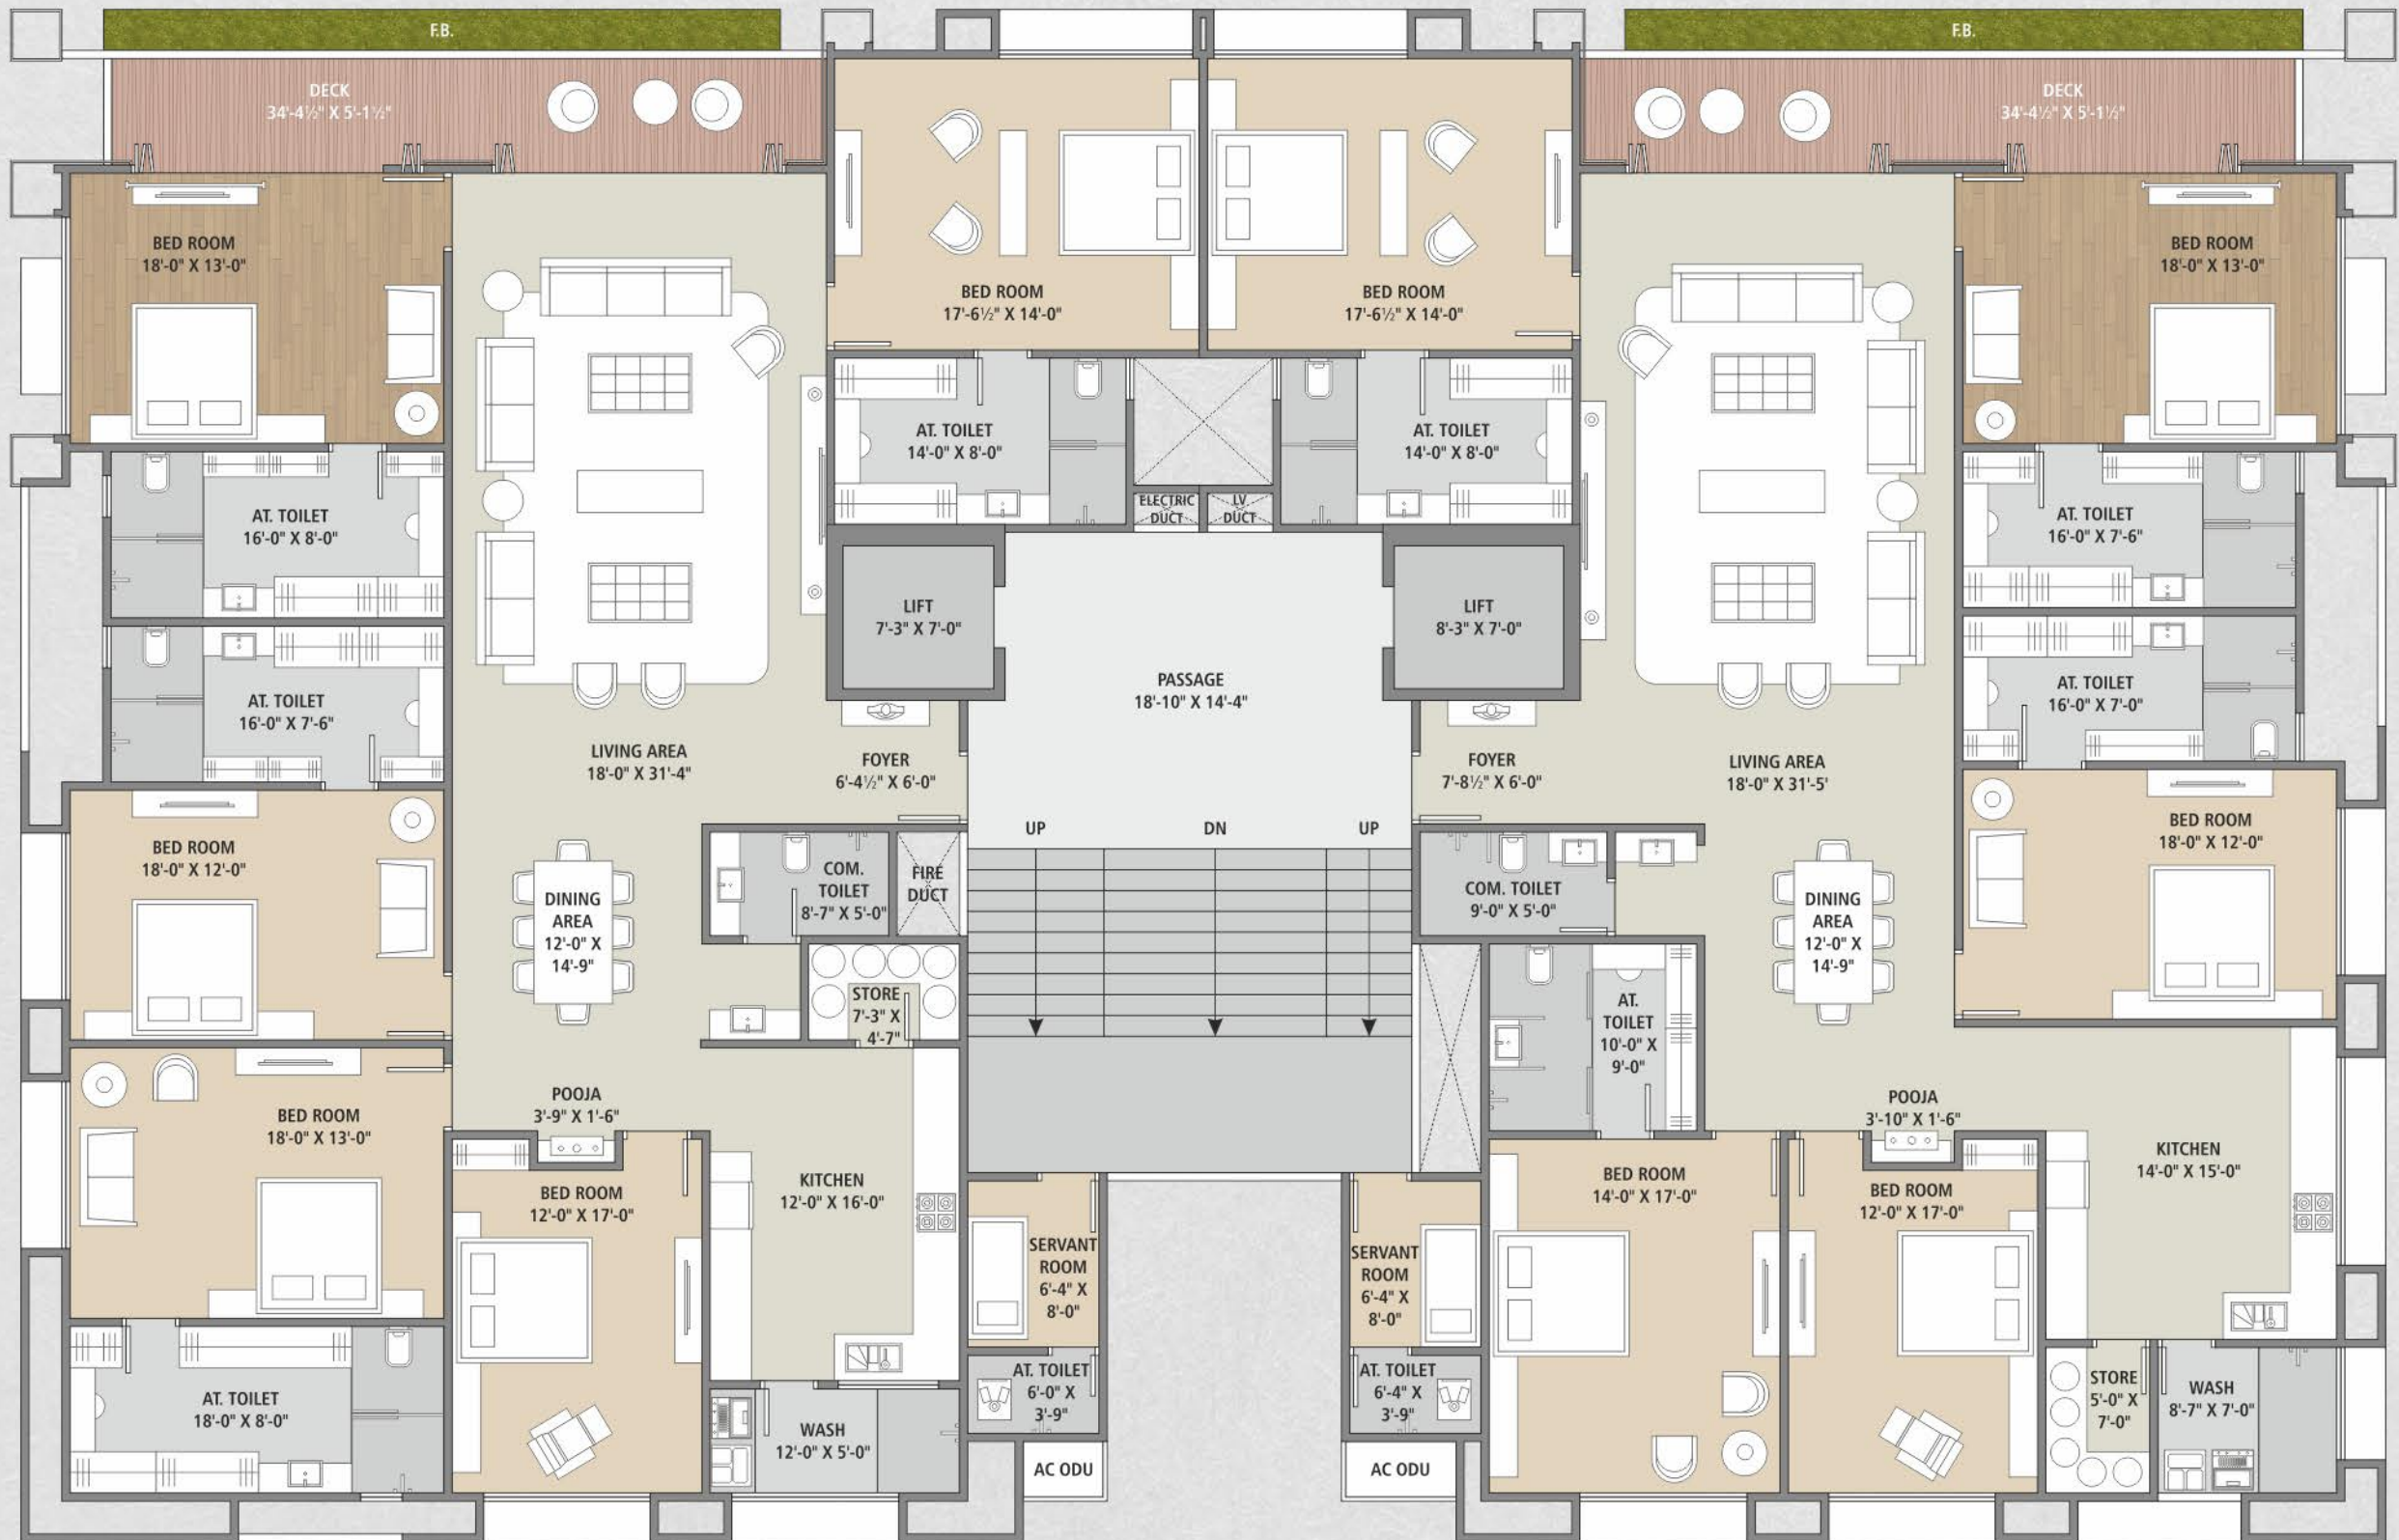 F.B.
F.B.
DECK
34'-4½" X 5'-1½"
DECK
34'-4½" X 5'-1½"
BED ROOM
18'-0" X 13'-0"
BED ROOM
17'-6½" X 14'-0"
BED ROOM
17'-6½" X 14'-0"
BED ROOM
18'-0" X 13'-0"
AT. TOILET
14'-0" X 8'-0"
AT. TOILET
14'-0" X 8'-0"
ELECTRIC
DUCT
LV
DUCT
AT. TOILET
16'-0" X 8'-0"
AT. TOILET
16'-0" X 7'-6"
LIFT
7'-3" X 7'-0"
LIFT
8'-3" X 7'-0"
PASSAGE
18'-10" X 14'-4"
AT. TOILET
16'-0" X 7'-6"
AT. TOILET
16'-0" X 7'-0"
LIVING AREA
18'-0" X 31'-4"
FOYER
6'-4½" X 6'-0"
FOYER
7'-8½" X 6'-0"
LIVING AREA
18'-0" X 31'-5'
UP
DN
UP
BED ROOM
18'-0" X 12'-0"
BED ROOM
18'-0" X 12'-0"
DINING
AREA
12'-0" X
14'-9"
COM.
TOILET
8'-7" X 5'-0"
FIRE
DUCT
COM. TOILET
9'-0" X 5'-0"
DINING
AREA
12'-0" X
14'-9"
STORE
7'-3" X
4'-7"
AT.
TOILET
10'-0" X
9'-0"
POOJA
3'-9" X 1'-6"
POOJA
3'-10" X 1'-6"
BED ROOM
18'-0" X 13'-0"
BED ROOM
12'-0" X 17'-0"
KITCHEN
12'-0" X 16'-0"
BED ROOM
14'-0" X 17'-0"
BED ROOM
12'-0" X 17'-0"
KITCHEN
14'-0" X 15'-0"
SERVANT
ROOM
6'-4" X
8'-0"
SERVANT
ROOM
6'-4" X
8'-0"
AT. TOILET
18'-0" X 8'-0"
WASH
12'-0" X 5'-0"
AT. TOILET
6'-0" X
3'-9"
AT. TOILET
6'-4" X
3'-9"
STORE
5'-0" X
7'-0"
WASH
8'-7" X 7'-0"
AC ODU
AC ODU